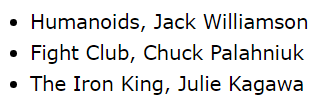 • Humanoids, Jack Williamson
• Fight Club, Chuck Palahniuk
• The Iron King, Julie Kagawa